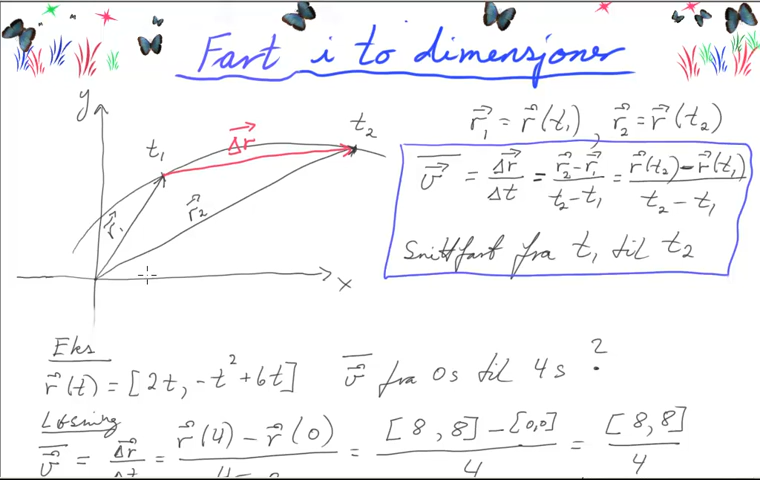 Fart i to dimensjoner
y
t₁
Δr⃗
t₂
r⃗₁
r⃗₂
x
r⃗₁ = r⃗(t₁) , r⃗₂ = r⃗(t₂)
v⃗̅ = Δr⃗/Δt = (r⃗₂ - r⃗₁)/(t₂ - t₁) = (r⃗(t₂) - r⃗(t₁))/(t₂ - t₁)
Snittfart fra t₁ til t₂
Eks
r⃗(t) = [2t, -t² + 6t] v⃗̅ fra 0s til 4s ?
Løsning
v⃗̅ = Δr⃗/Δt = (r⃗(4) - r⃗(0))/(4 - 0) = ([8, 8] - [0,0])/4 = [8, 8]/4